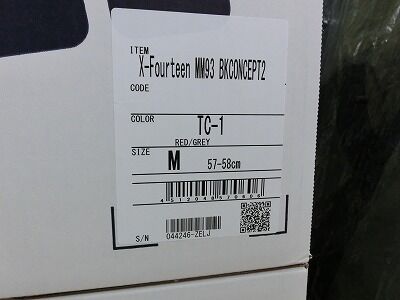 ITEM
X-Fourteen MM93 BKCONCEPT2
CODE
COLOR
TC-1
RED/GREY
SIZE
M
57-58cm
S/N
044246-ZELJ